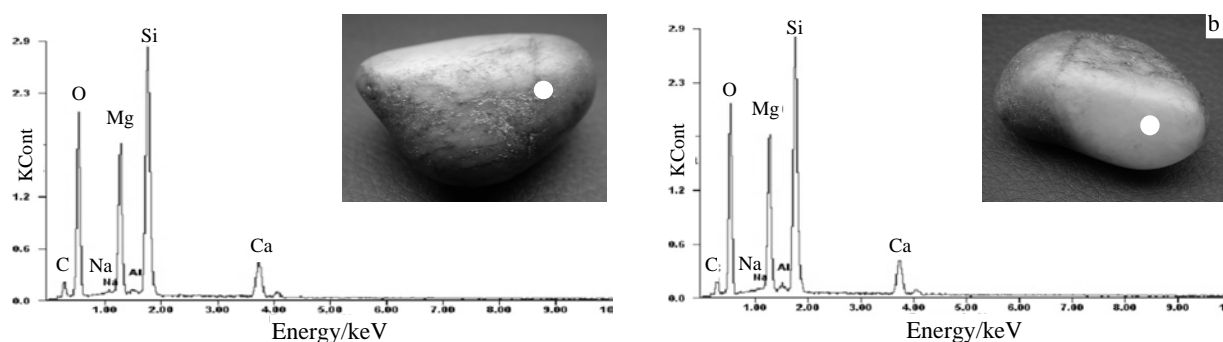 2.9
2.3
KCont
1.2
0.6
0.0
C
O
Na
Na
Mg
Al
Si
Ca
1.00 2.00 3.00 4.00 5.00 6.00 7.00 8.00 9.00 10
Energy/keV
b
2.9
2.3
KCont
1.2
0.6
0.0
C
O
Na
Na
Mg
Al
Si
Ca
1.00 2.00 3.00 4.00 5.00 6.00 7.00 8.00 9.00
Energy/keV